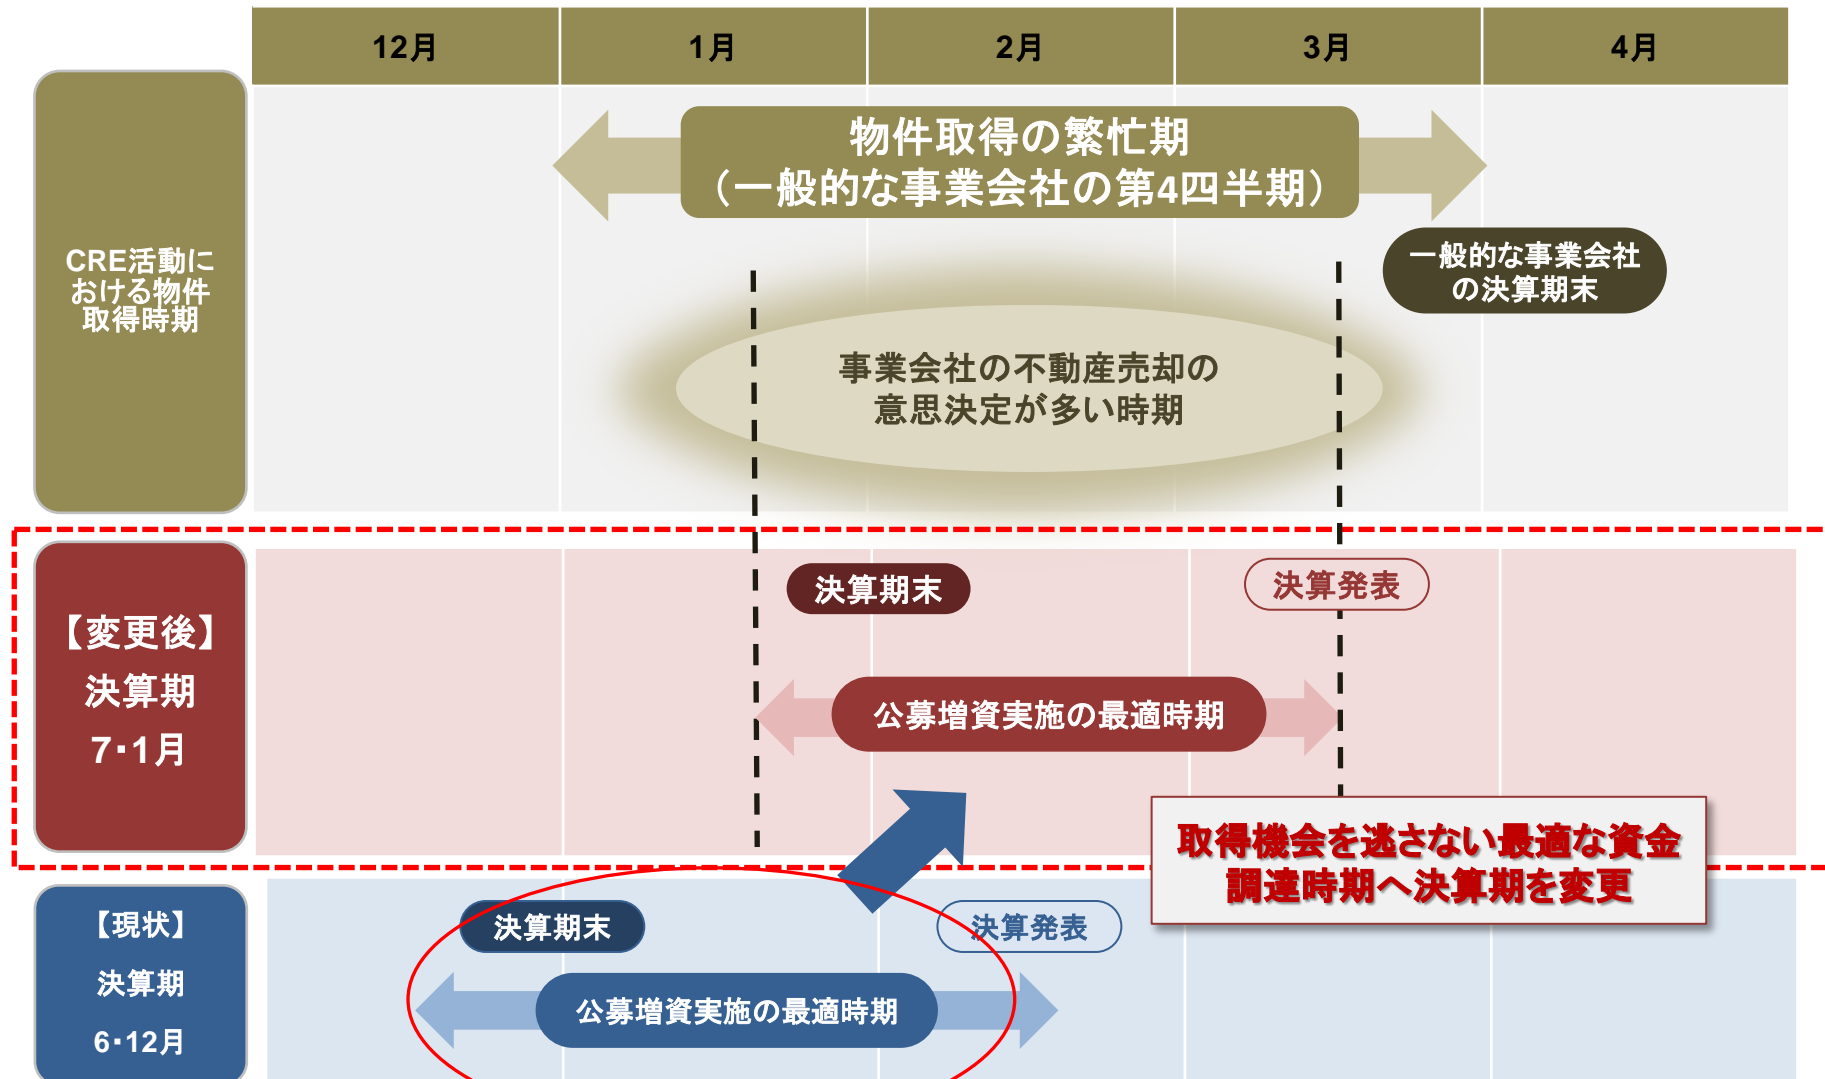 12月
1月
2月
3月
4月
CRE活動に
おける物件
取得時期
物件取得の繁忙期
（一般的な事業会社の第4四半期）
一般的な事業会社
の決算期末
事業会社の不動産売却の
意思決定が多い時期
【変更後】
決算期
7・1月
決算期末
決算発表
公募増資実施の最適時期
取得機会を逃さない最適な資金
調達時期へ決算期を変更
【現状】
決算期
6・12月
決算期末
決算発表
公募増資実施の最適時期